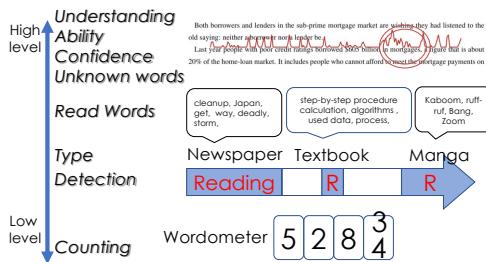 High
level
Understanding
Ability
Confidence
Unknown words
Both borrowers and lenders in the sub-prime mortgage market are wishing they had listened to the
old saying: neither a borrower nor a lender be.
Last year people with poor credit ratings borrowed $605 billion in mortgages, a figure that is about
20% of the home-loan market. It includes people who cannot afford to meet the mortgage payments on
Read Words
cleanup, Japan,
get, way, deadly,
storm,
step-by-step procedure
calculation, algorithms ,
used data, process,
Kaboom, ruff-
ruf, Bang,
Zoom
Type
Newspaper Textbook Manga
Detection
Reading R R
Low
level
Counting
Wordometer 5 2 8 3
4